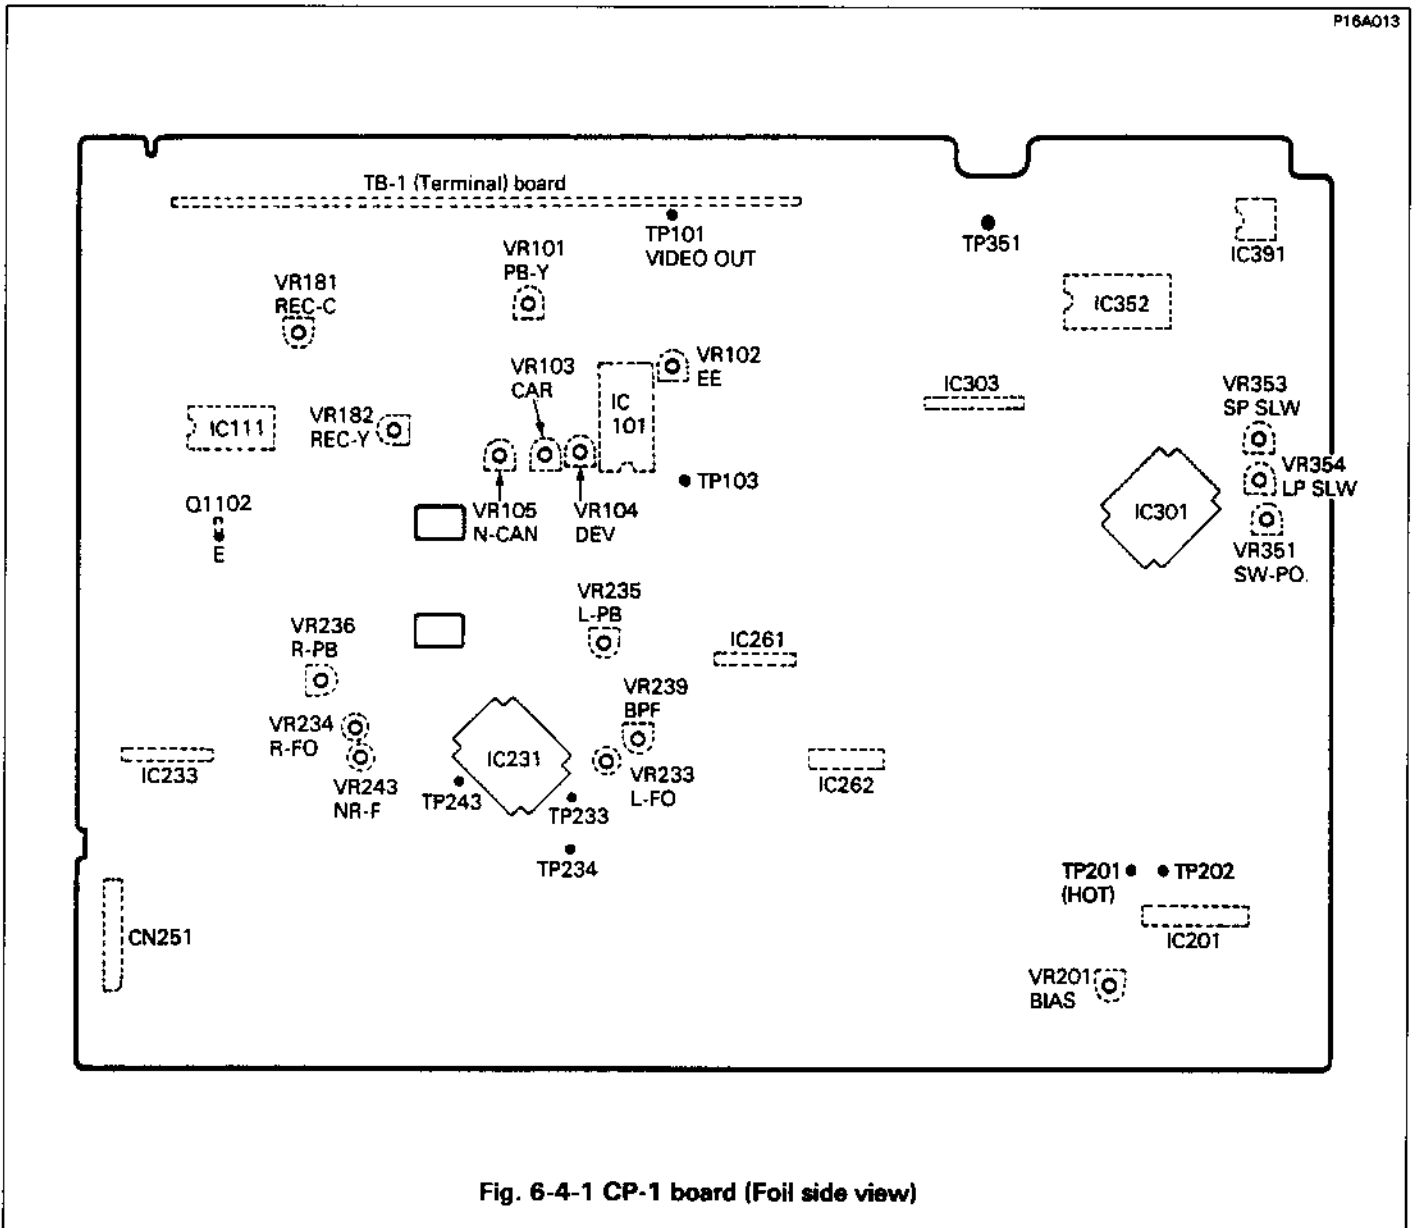 P16A013
TB-1 (Terminal) board
TP101
VIDEO OUT
TP351
IC391
VR101
PB-Y
VR181
REC-C
IC352
VR103
CAR
VR102
EE
IC
101
IC303
VR353
SP SLW
IC111
VR182
REC-Y
TP103
VR354
LP SLW
IC301
Q1102
E
VR105
N-CAN
VR104
DEV
VR351
SW-PO.
VR235
L-PB
VR236
R-PB
IC261
VR239
BPF
VR234
R-FO
IC231
IC233
VR243
NR-F
TP243
TP233
VR233
L-FO
IC262
TP234
TP201
(HOT)
TP202
CN251
IC201
VR201
BIAS
Fig. 6-4-1 CP-1 board (Foil side view)